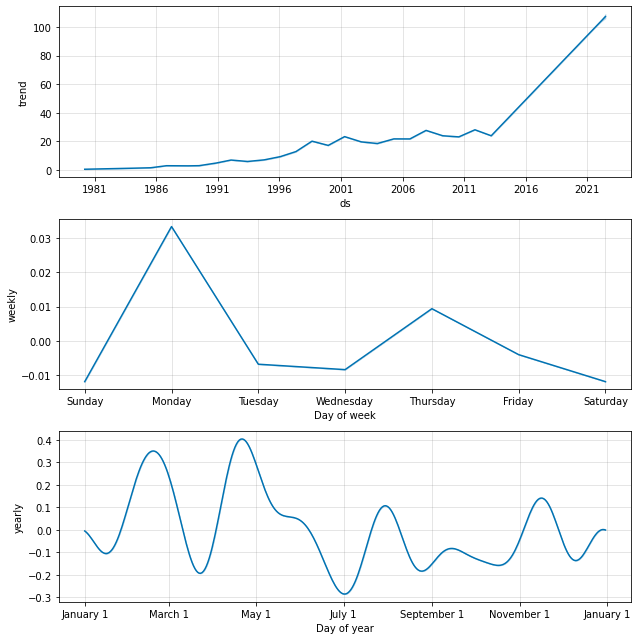 100
80
60
40
20
0
trend
1981 1986 1991 1996 2001 2006 2011 2016 2021
ds
0.03
0.02
0.01
0.00
−0.01
weekly
Sunday Monday Tuesday Wednesday Thursday Friday Saturday
Day of week
0.4
0.3
0.2
0.1
0.0
−0.1
−0.2
−0.3
yearly
January 1 March 1 May 1 July 1 September 1 November 1 January 1
Day of year